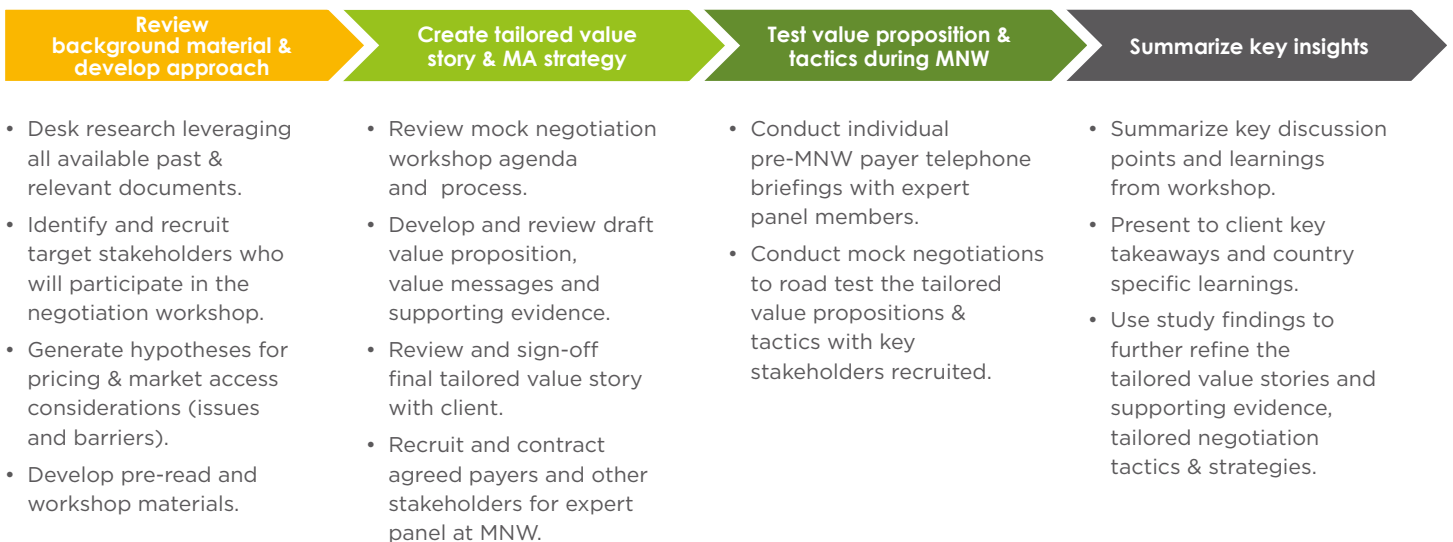 Review
background material &
develop approach
Create tailored value
story & MA strategy
Test value proposition &
tactics during MNW
Summarize key insights
• Desk research leveraging
all available past &
relevant documents.
• Identify and recruit
target stakeholders who
will participate in the
negotiation workshop.
• Generate hypotheses for
pricing & market access
considerations (issues
and barriers).
• Develop pre-read and
workshop materials.
• Review mock negotiation
workshop agenda
and process.
• Develop and review draft
value proposition,
value messages and
supporting evidence.
• Review and sign-off
final tailored value story
with client.
• Recruit and contract
agreed payers and other
stakeholders for expert
panel at MNW.
• Conduct individual
pre-MNW payer telephone
briefings with expert
panel members.
• Conduct mock negotiations
to road test the tailored
value propositions &
tactics with key
stakeholders recruited.
• Summarize key discussion
points and learnings
from workshop.
• Present to client key
takeaways and country
specific learnings.
• Use study findings to
further refine the
tailored value stories and
supporting evidence,
tailored negotiation
tactics & strategies.